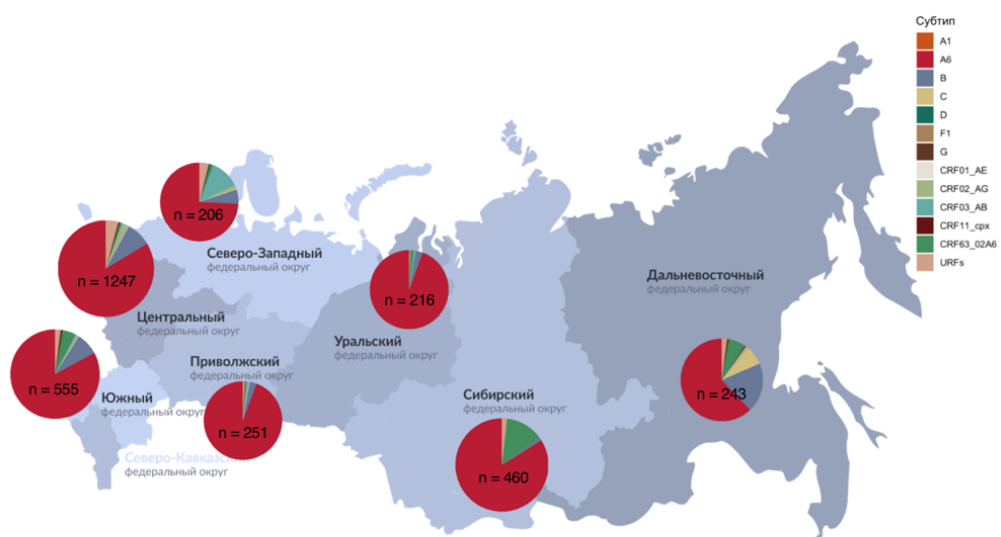 Субтип
A1
A6
B
C
D
F1
G
CRF01_AE
CRF02_AG
CRF03_AB
CRF11_cpx
CRF63_02A6
URFs
n = 206
Северо-Западный
федеральный округ
n = 1247
Центральный
федеральный округ
n = 216
Уральский
федеральный округ
Дальневосточный
федеральный округ
n = 243
n = 555
Южный
федеральный округ
Приволжский
федеральный округ
n = 251
Сибирский
федеральный округ
n = 460
Северо-Кавказский
федеральный округ